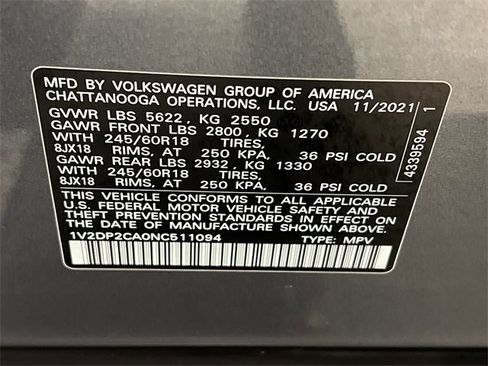 MFD BY VOLKSWAGEN GROUP OF AMERICA
CHATTANOOGA OPERATIONS, LLC. USA 11/2021
GVWR LBS 5622, KG 2550
GAWR FRONT LBS 2800, KG 1270
WITH 245/60R18 TIRES,
8JX18 RIMS, AT 250 KPA, 36 PSI COLD
GAWR REAR LBS 2932, KG 1330
WITH 245/60R18 TIRES,
8JX18 RIMS, AT 250 KPA, 36 PSI COLD
THIS VEHICLE CONFORMS TO ALL APPLICABLE
U.S. FEDERAL MOTOR VEHICLE SAFETY AND
THEFT PREVENTION STANDARDS IN EFFECT ON
THE DATE OF MANUFACTURE SHOWN ABOVE.
1V2DP2CA0NC511094 TYPE: MPV
4339594 1